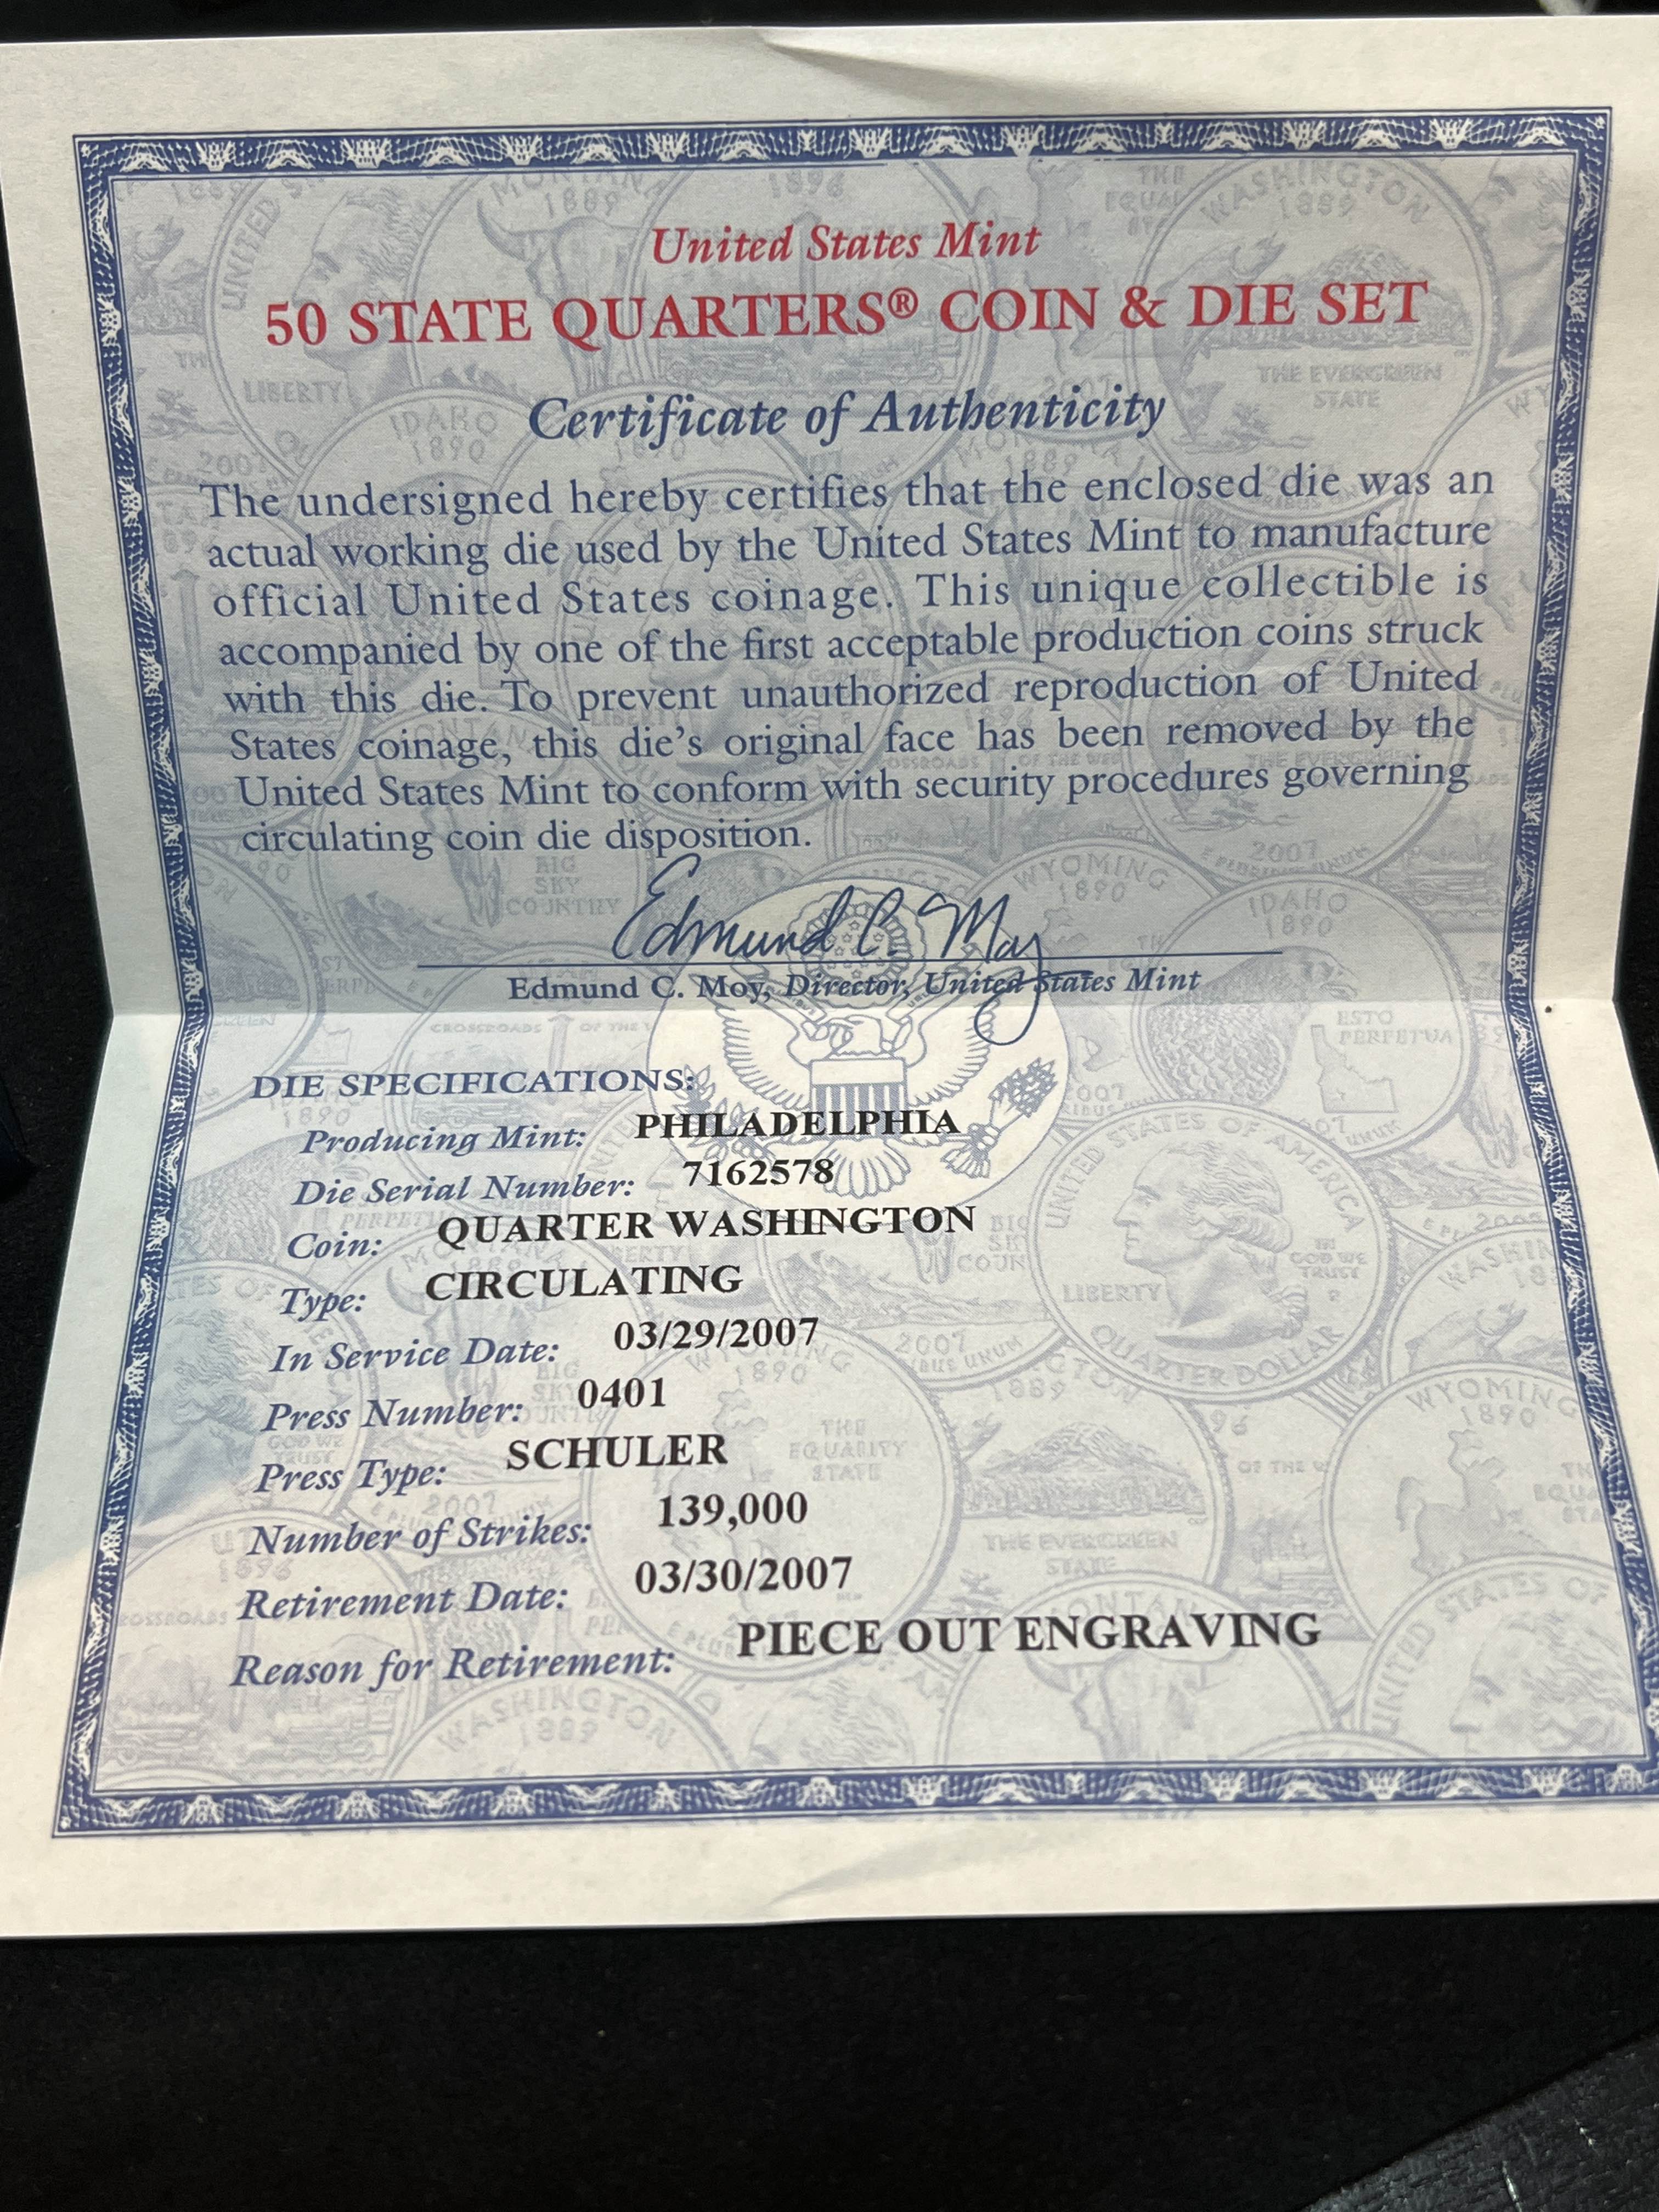 United States Mint
50 STATE QUARTERS® COIN & DIE SET
Certificate of Authenticity
The undersigned hereby certifies that the enclosed die was an
actual working die used by the United States Mint to manufacture
official United States coinage. This unique collectible is
accompanied by one of the first acceptable production coins struck
with this die. To prevent unauthorized reproduction of United
States coinage, this die's original face has been removed by the
United States Mint to conform with security procedures governing
circulating coin die disposition.
Edmund C. Moy
Edmund C. Moy, Director, United States Mint
DIE SPECIFICATIONS:
Producing Mint: PHILADELPHIA
Die Serial Number: 7162578
Coin: QUARTER WASHINGTON
Type: CIRCULATING
In Service Date: 03/29/2007
Press Number: 0401
Press Type: SCHULER
Number of Strikes: 139,000
Retirement Date: 03/30/2007
Reason for Retirement: PIECE OUT ENGRAVING